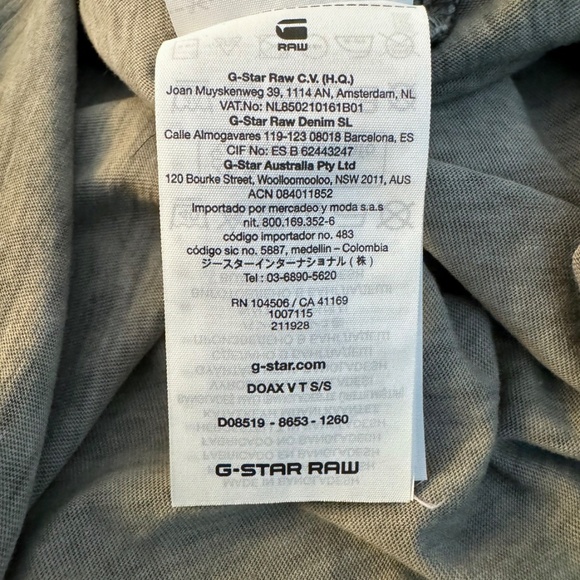 RAW
G-Star Raw C.V. (H.Q.)
Joan Muyskenweg 39, 1114 AN, Amsterdam, NL
VAT.No: NL850210161B01
G-Star Raw Denim SL
Calle Almogavares 119-123 08018 Barcelona, ES
CIF No: ES B 62443247
G-Star Australia Pty Ltd
120 Bourke Street, Woolloomooloo, NSW 2011, AUS
ACN 084011852
Importado por mercadeo y moda s.a.s
nit. 800.169.352-6
código importador no. 483
código sic no. 5887, medellin – Colombia
ジースターインターナショナル ( 株 )
Tel : 03-6890-5620
RN 104506 / CA 41169
1007115
211928
g-star.com
DOAX V T S/S
D08519 - 8653 - 1260
G-STAR RAW
MADE IN BANGLADESH